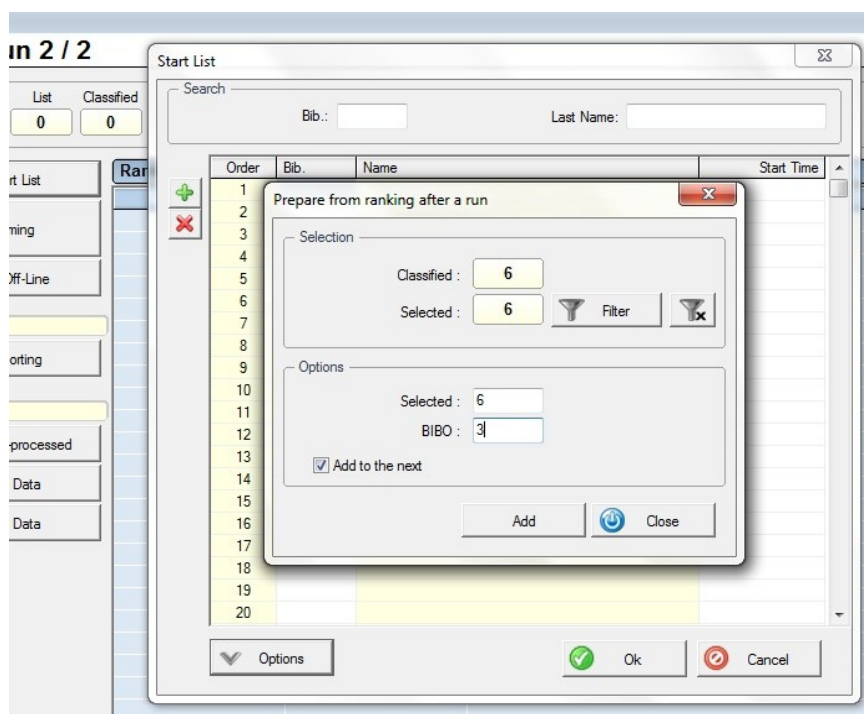 un 2 / 2
List Classified
0 0
rt List
ming
Off-Line
orting
-processed
Data
Data
Ran
Start List
Search
Bib.: Last Name:
Order Bib. Name Start Time
1
2
3
4
5
6
7
8
9
10
11
12
13
14
15
16
17
18
19
20
Prepare from ranking after a run
Selection
Classified : 6
Selected : 6 Filter
Options
Selected : 6
BIBO : 3
Add to the next
Add Close
Options Ok Cancel